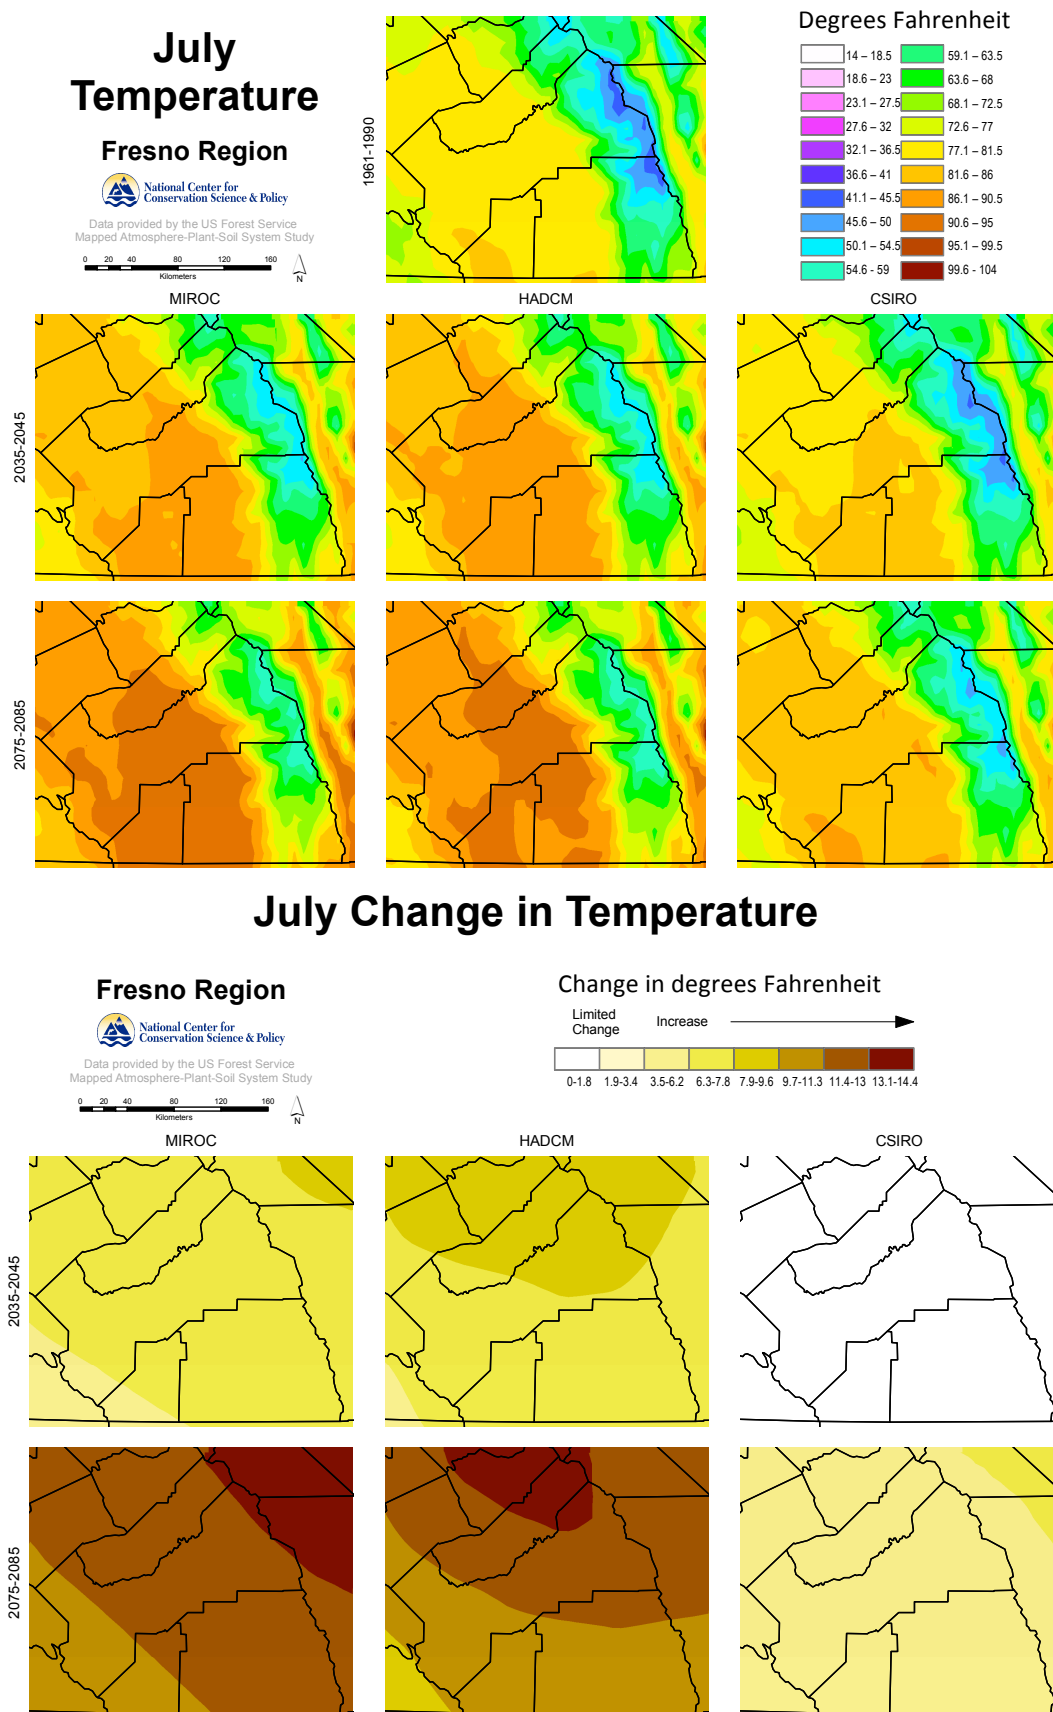 July
Temperature
Fresno Region
National Center for
Conservation Science & Policy
Data provided by the US Forest Service
Mapped Atmosphere-Plant-Soil System Study
0 20 40 80 120 160
Kilometers
N
1961-1990
Degrees Fahrenheit
14 – 18.5
18.6 – 23
23.1 – 27.5
27.6 – 32
32.1 – 36.5
36.6 – 41
41.1 – 45.5
45.6 – 50
50.1 – 54.5
54.6 - 59
59.1 – 63.5
63.6 – 68
68.1 – 72.5
72.6 – 77
77.1 – 81.5
81.6 – 86
86.1 – 90.5
90.6 – 95
95.1 – 99.5
99.6 - 104
MIROC HADCM CSIRO
2035-2045
2075-2085
July Change in Temperature
Fresno Region
National Center for
Conservation Science & Policy
Data provided by the US Forest Service
Mapped Atmosphere-Plant-Soil System Study
0 20 40 80 120 160
Kilometers
N
Change in degrees Fahrenheit
Limited
Change
Increase
0-1.8 1.9-3.4 3.5-6.2 6.3-7.8 7.9-9.6 9.7-11.3 11.4-13 13.1-14.4
MIROC HADCM CSIRO
2035-2045
2075-2085